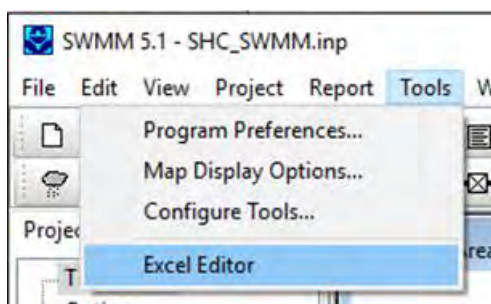 SWMM 5.1 - SHC_SWMM.inp
File Edit View Project Report Tools W
Program Preferences...
Map Display Options...
Configure Tools...
Excel Editor